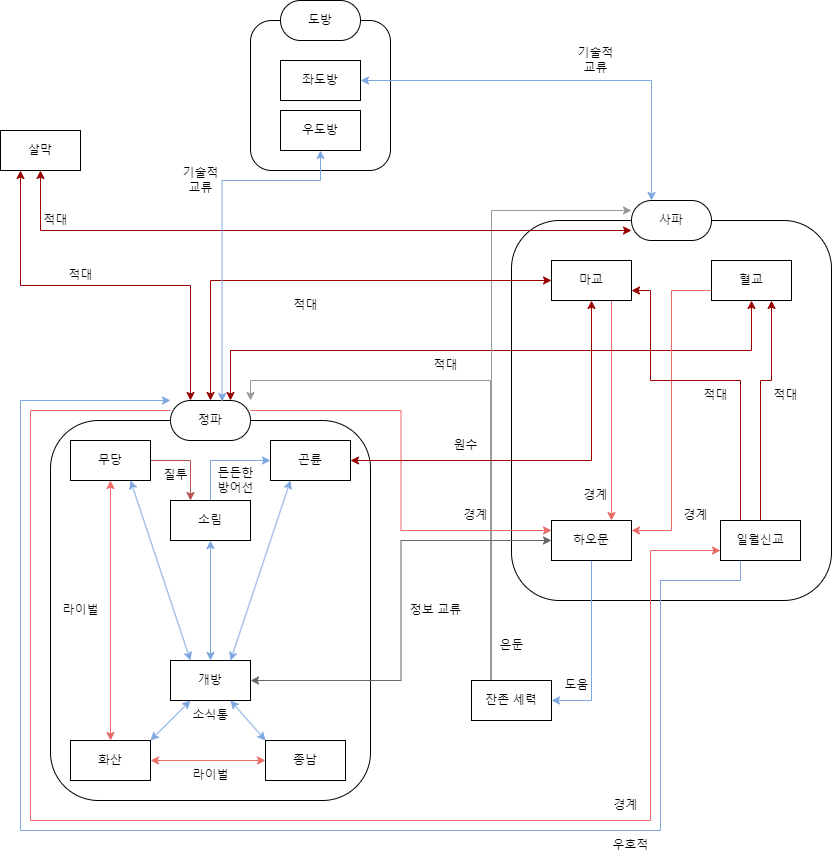 도방
기술적
교류
좌도방
우도방
살막
기술적
교류
사파
적대
적대
마교
혈교
적대
적대
적대
적대
정파
무당
질투
든든한
방어선
곤륜
원수
소림
경계
경계
경계
하오문
일월신교
라이벌
정보 교류
은둔
개방
도움
잔존 세력
소식통
화산
라이벌
종남
경계
우호적